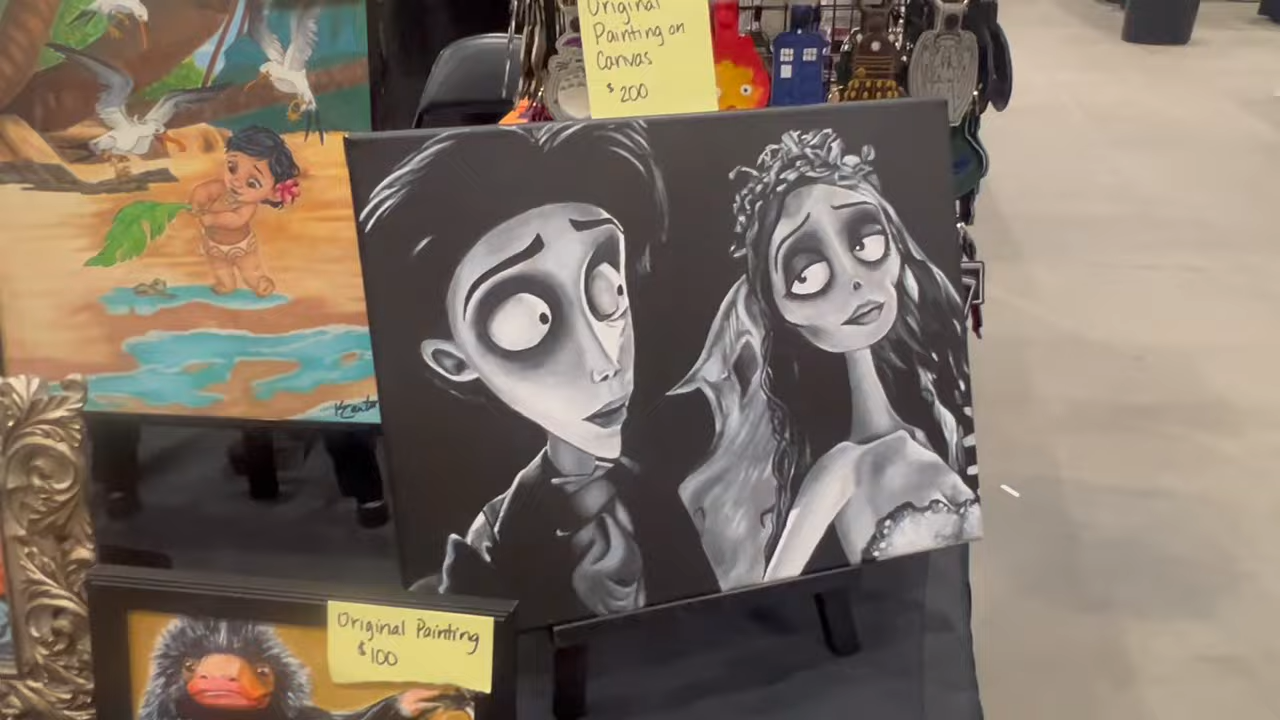 Original
Painting on
Canvas
$200
Original Painting
$100